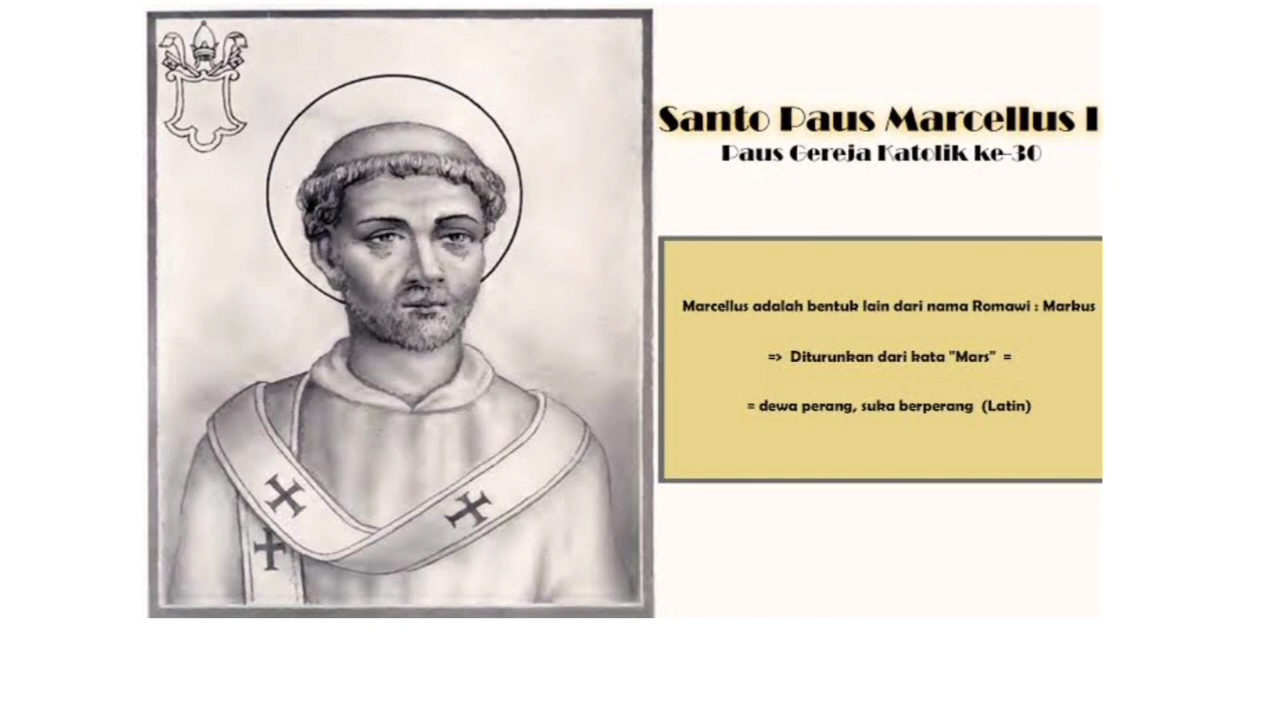 Santo Paus Marcellus I
Paus Gereja Katolik ke-30
Marcellus adalah bentuk lain dari nama Romawi : Markus
=> Diturunkan dari kata "Mars" =
= dewa perang, suka berperang (Latin)